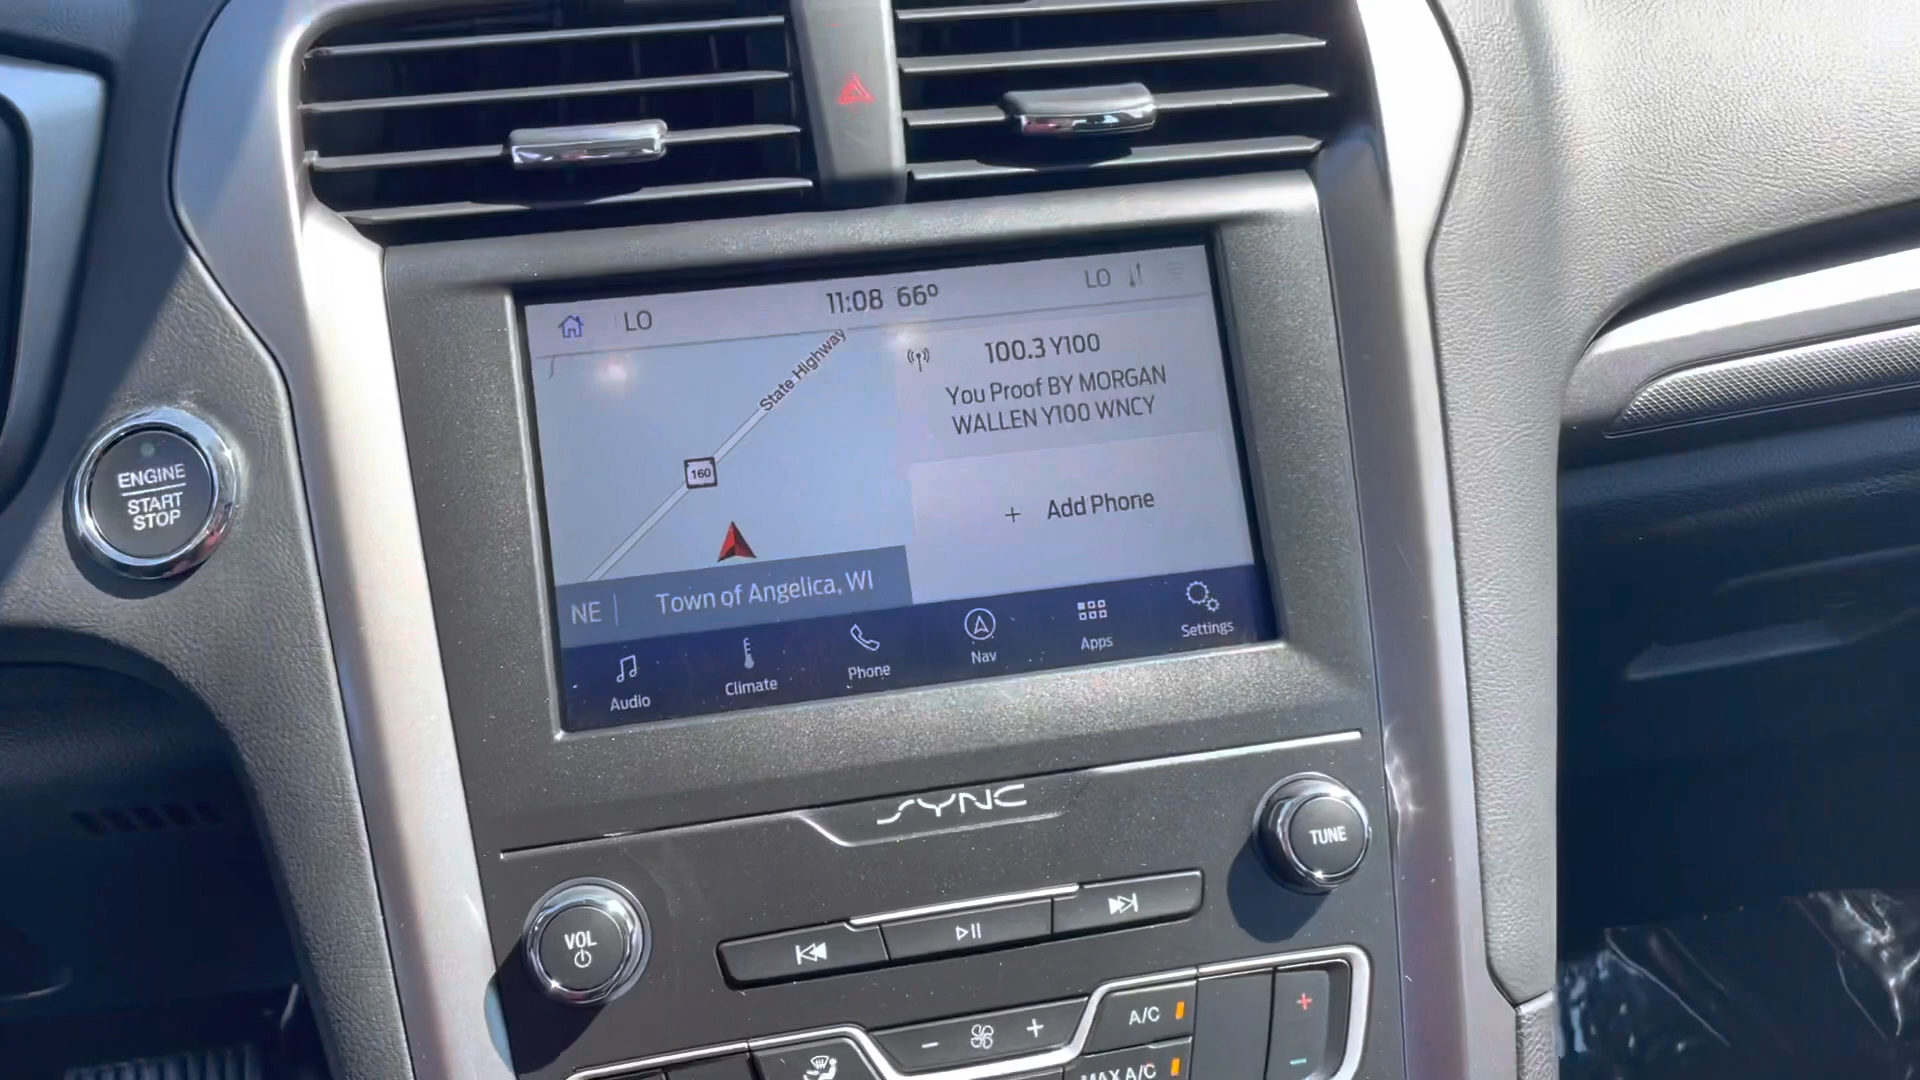 LO
11:08 66°
LO
State Highway
160
100.3 Y100
You Proof BY MORGAN
WALLEN Y100 WNCY
+ Add Phone
NE | Town of Angelica, WI
Audio
Climate
Phone
Nav
Apps
Settings
ENGINE
START
STOP
SYNC
TUNE
VOL
A/C
MAX A/C